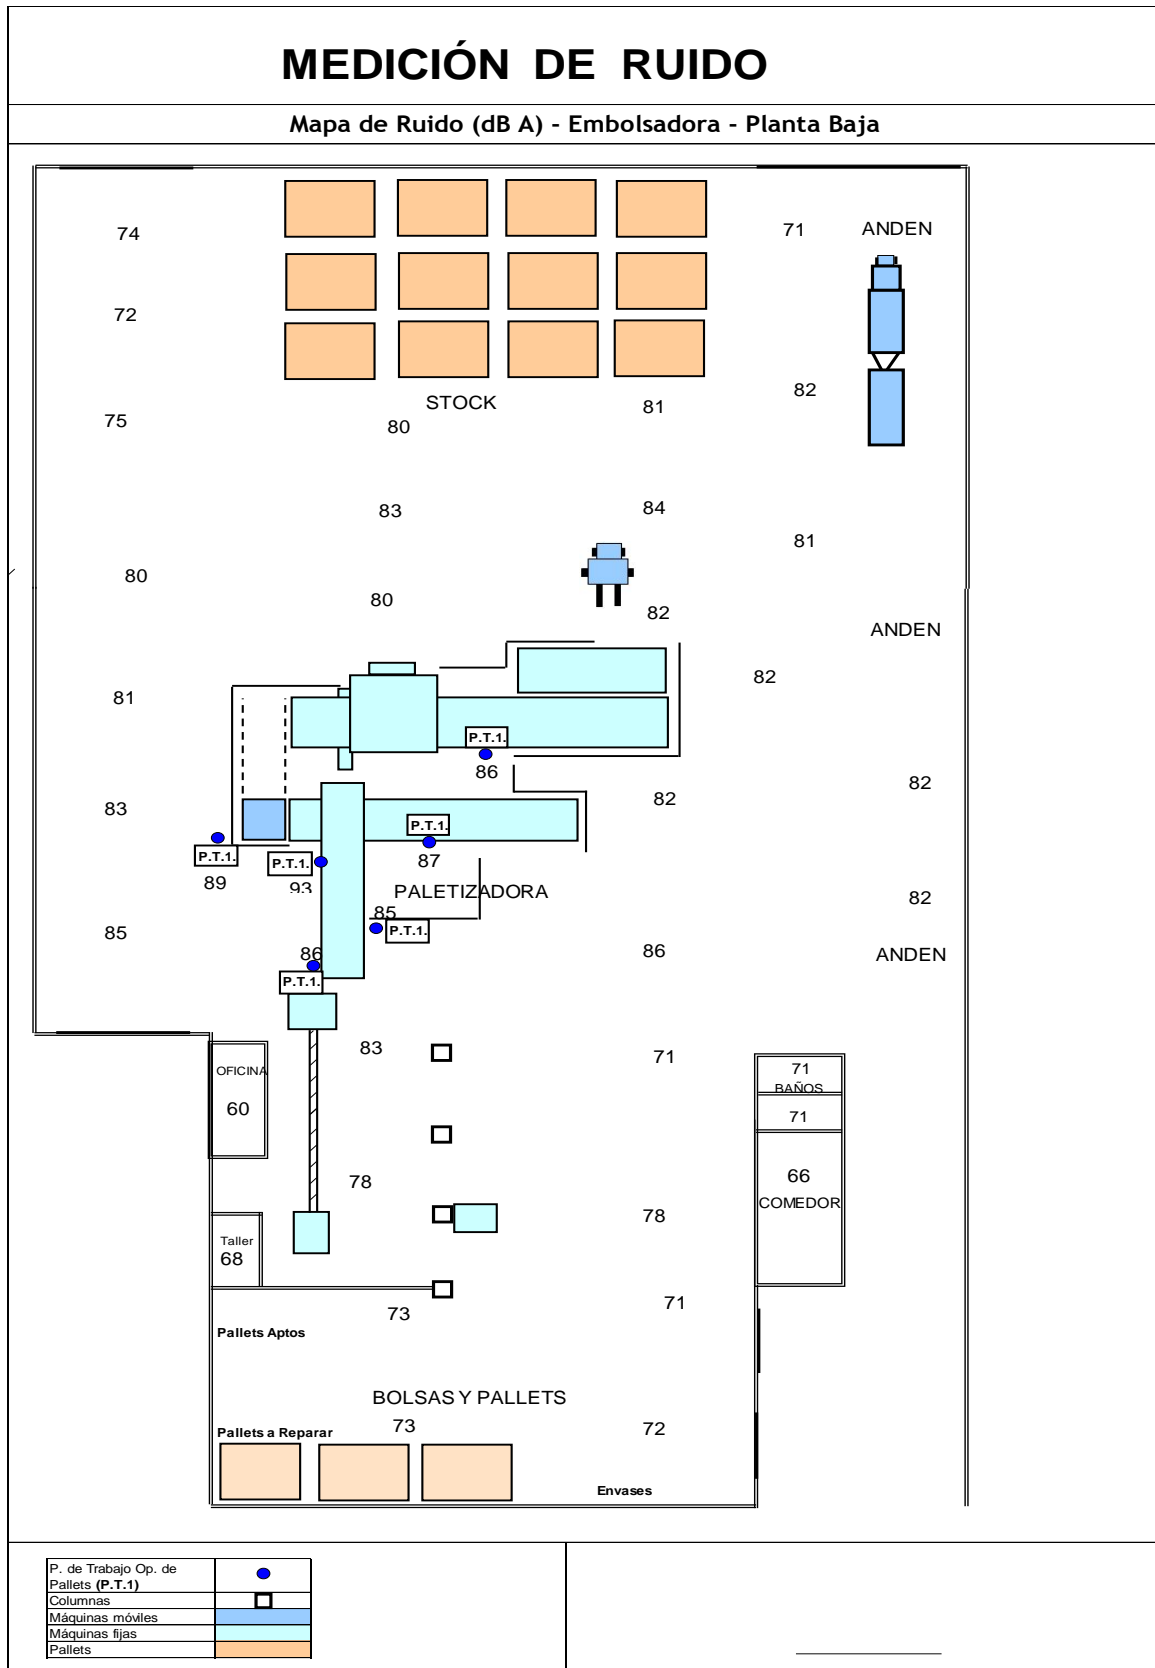 MEDICIÓN DE RUIDO
Mapa de Ruido (dB A) - Embolsadora - Planta Baja
74
71
ANDEN
72
82
STOCK
81
75
80
83
84
81
80
80
82
ANDEN
82
81
P.T.1.
86
82
82
83
P.T.1.
P.T.1.
P.T.1.
87
89
93
PALETIZADORA
82
85
P.T.1.
85
86
86
ANDEN
P.T.1.
83
71
71
OFICINA
BAÑOS
60
71
78
66
COMEDOR
78
Taller
68
73
71
Pallets Aptos
BOLSAS Y PALLETS
73
72
Pallets a Reparar
Envases
P. de Trabajo Op. de
Pallets (P.T.1)
Columnas
Máquinas móviles
Máquinas fijas
Pallets